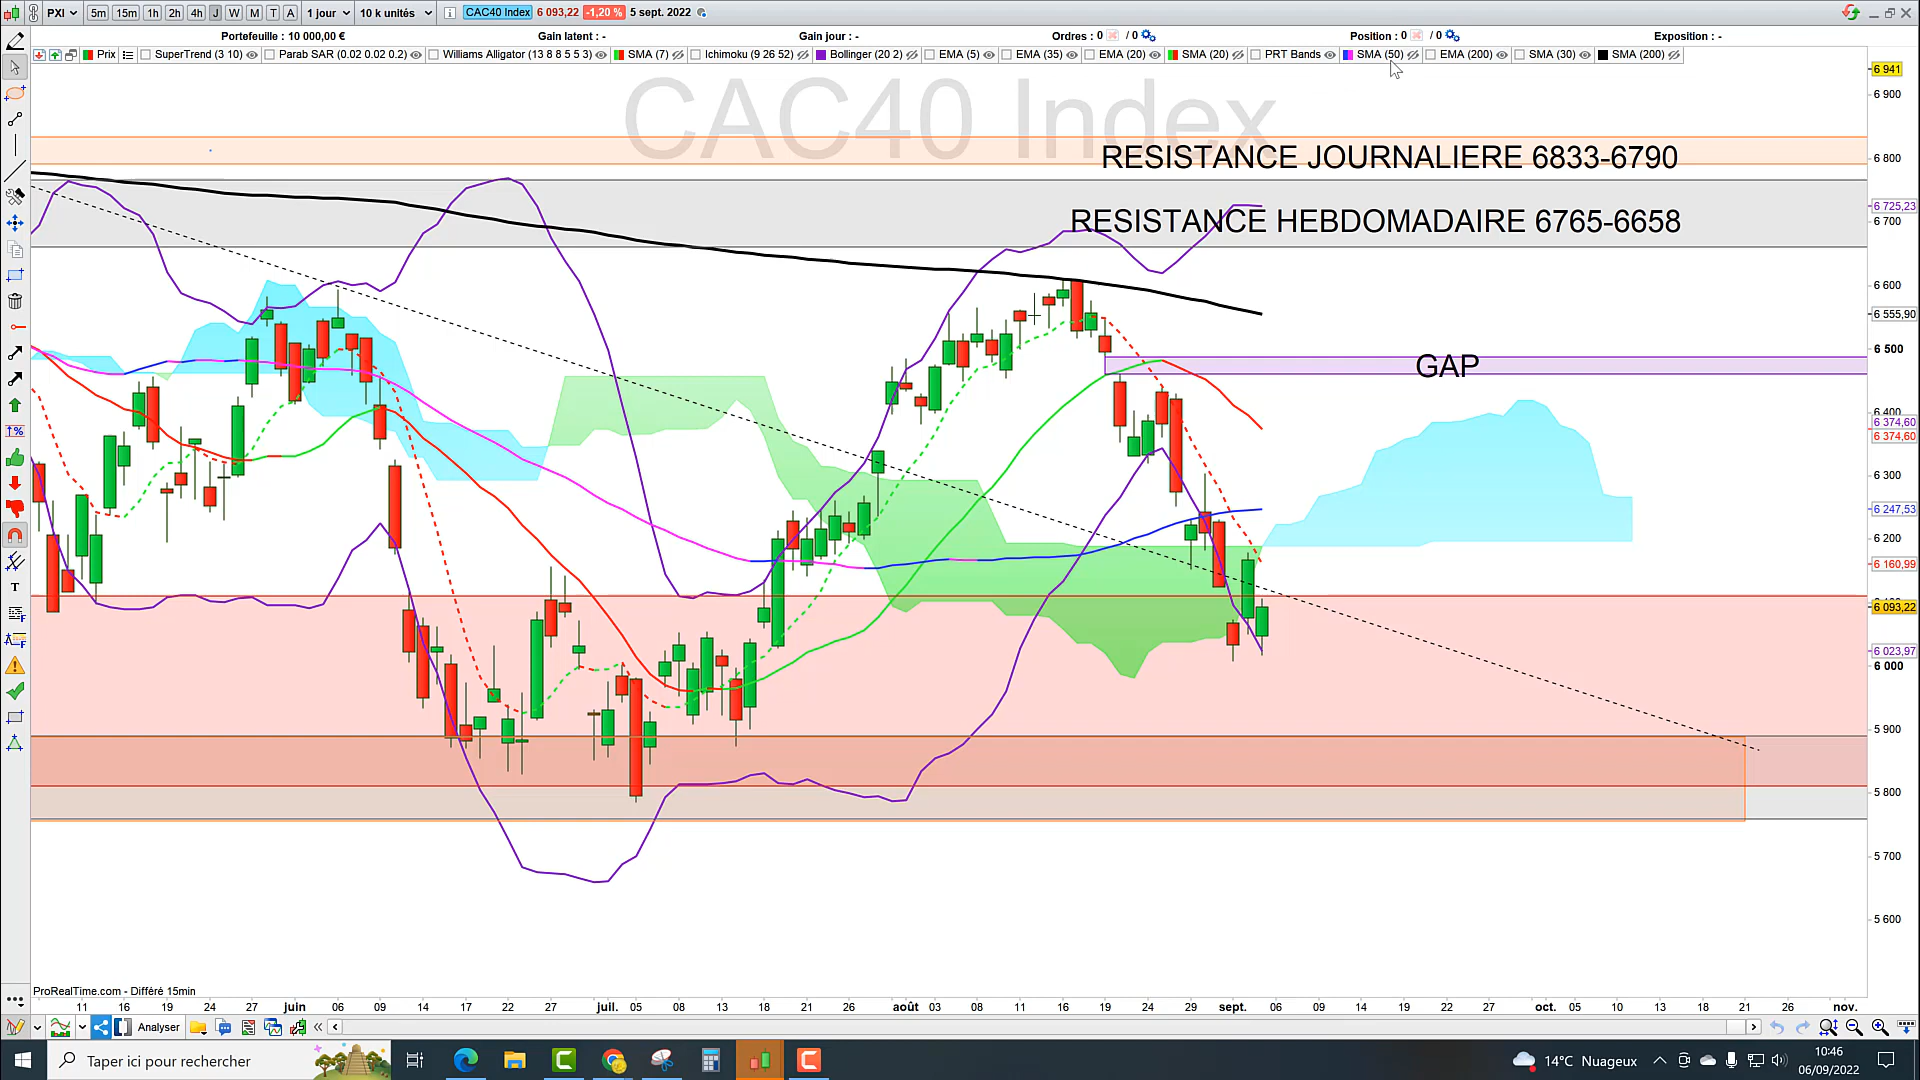 PXI 5m 15m 1h 2h 4h J W M T A 1 jour 10 k unités CAC40 Index 6 093,22 -1,20 % 5 sept. 2022
Portefeuille : 10 000,00 € Gain latent : - Gain jour : - Ordres : 0 / 0 Position : 0 / 0 Exposition : -
Prix SuperTrend (3 10) Parab SAR (0.02 0.02 0.2) Williams Alligator (13 8 8 5 5 3) SMA (7) Ichimoku (9 26 52) Bollinger (20 2) EMA (5) EMA (35) EMA (20) SMA (20) PRT Bands SMA (50) EMA (200) SMA (30) SMA (200)
CAC40 Index
6 941
6 900
RESISTANCE JOURNALIERE 6833-6790
6 800
6 725,23
RESISTANCE HEBDOMADAIRE 6765-6658
6 700
6 600
6 555,90
6 500
GAP
6 400
6 374,60
6 374,60
6 300
6 247,53
6 200
6 160,99
6 093,22
6 023,97
6 000
5 900
5 800
5 700
5 600
ProRealTime.com - Différé 15min
11 16 19 24 27 juin 06 09 14 17 22 27 juil. 05 08 13 18 21 26 août 03 08 11 16 19 24 29 sept. 06 09 14 19 22 27 oct. 05 10 13 18 21 26 nov.
Analyser
Taper ici pour rechercher
14°C Nuageux
10:46
06/09/2022